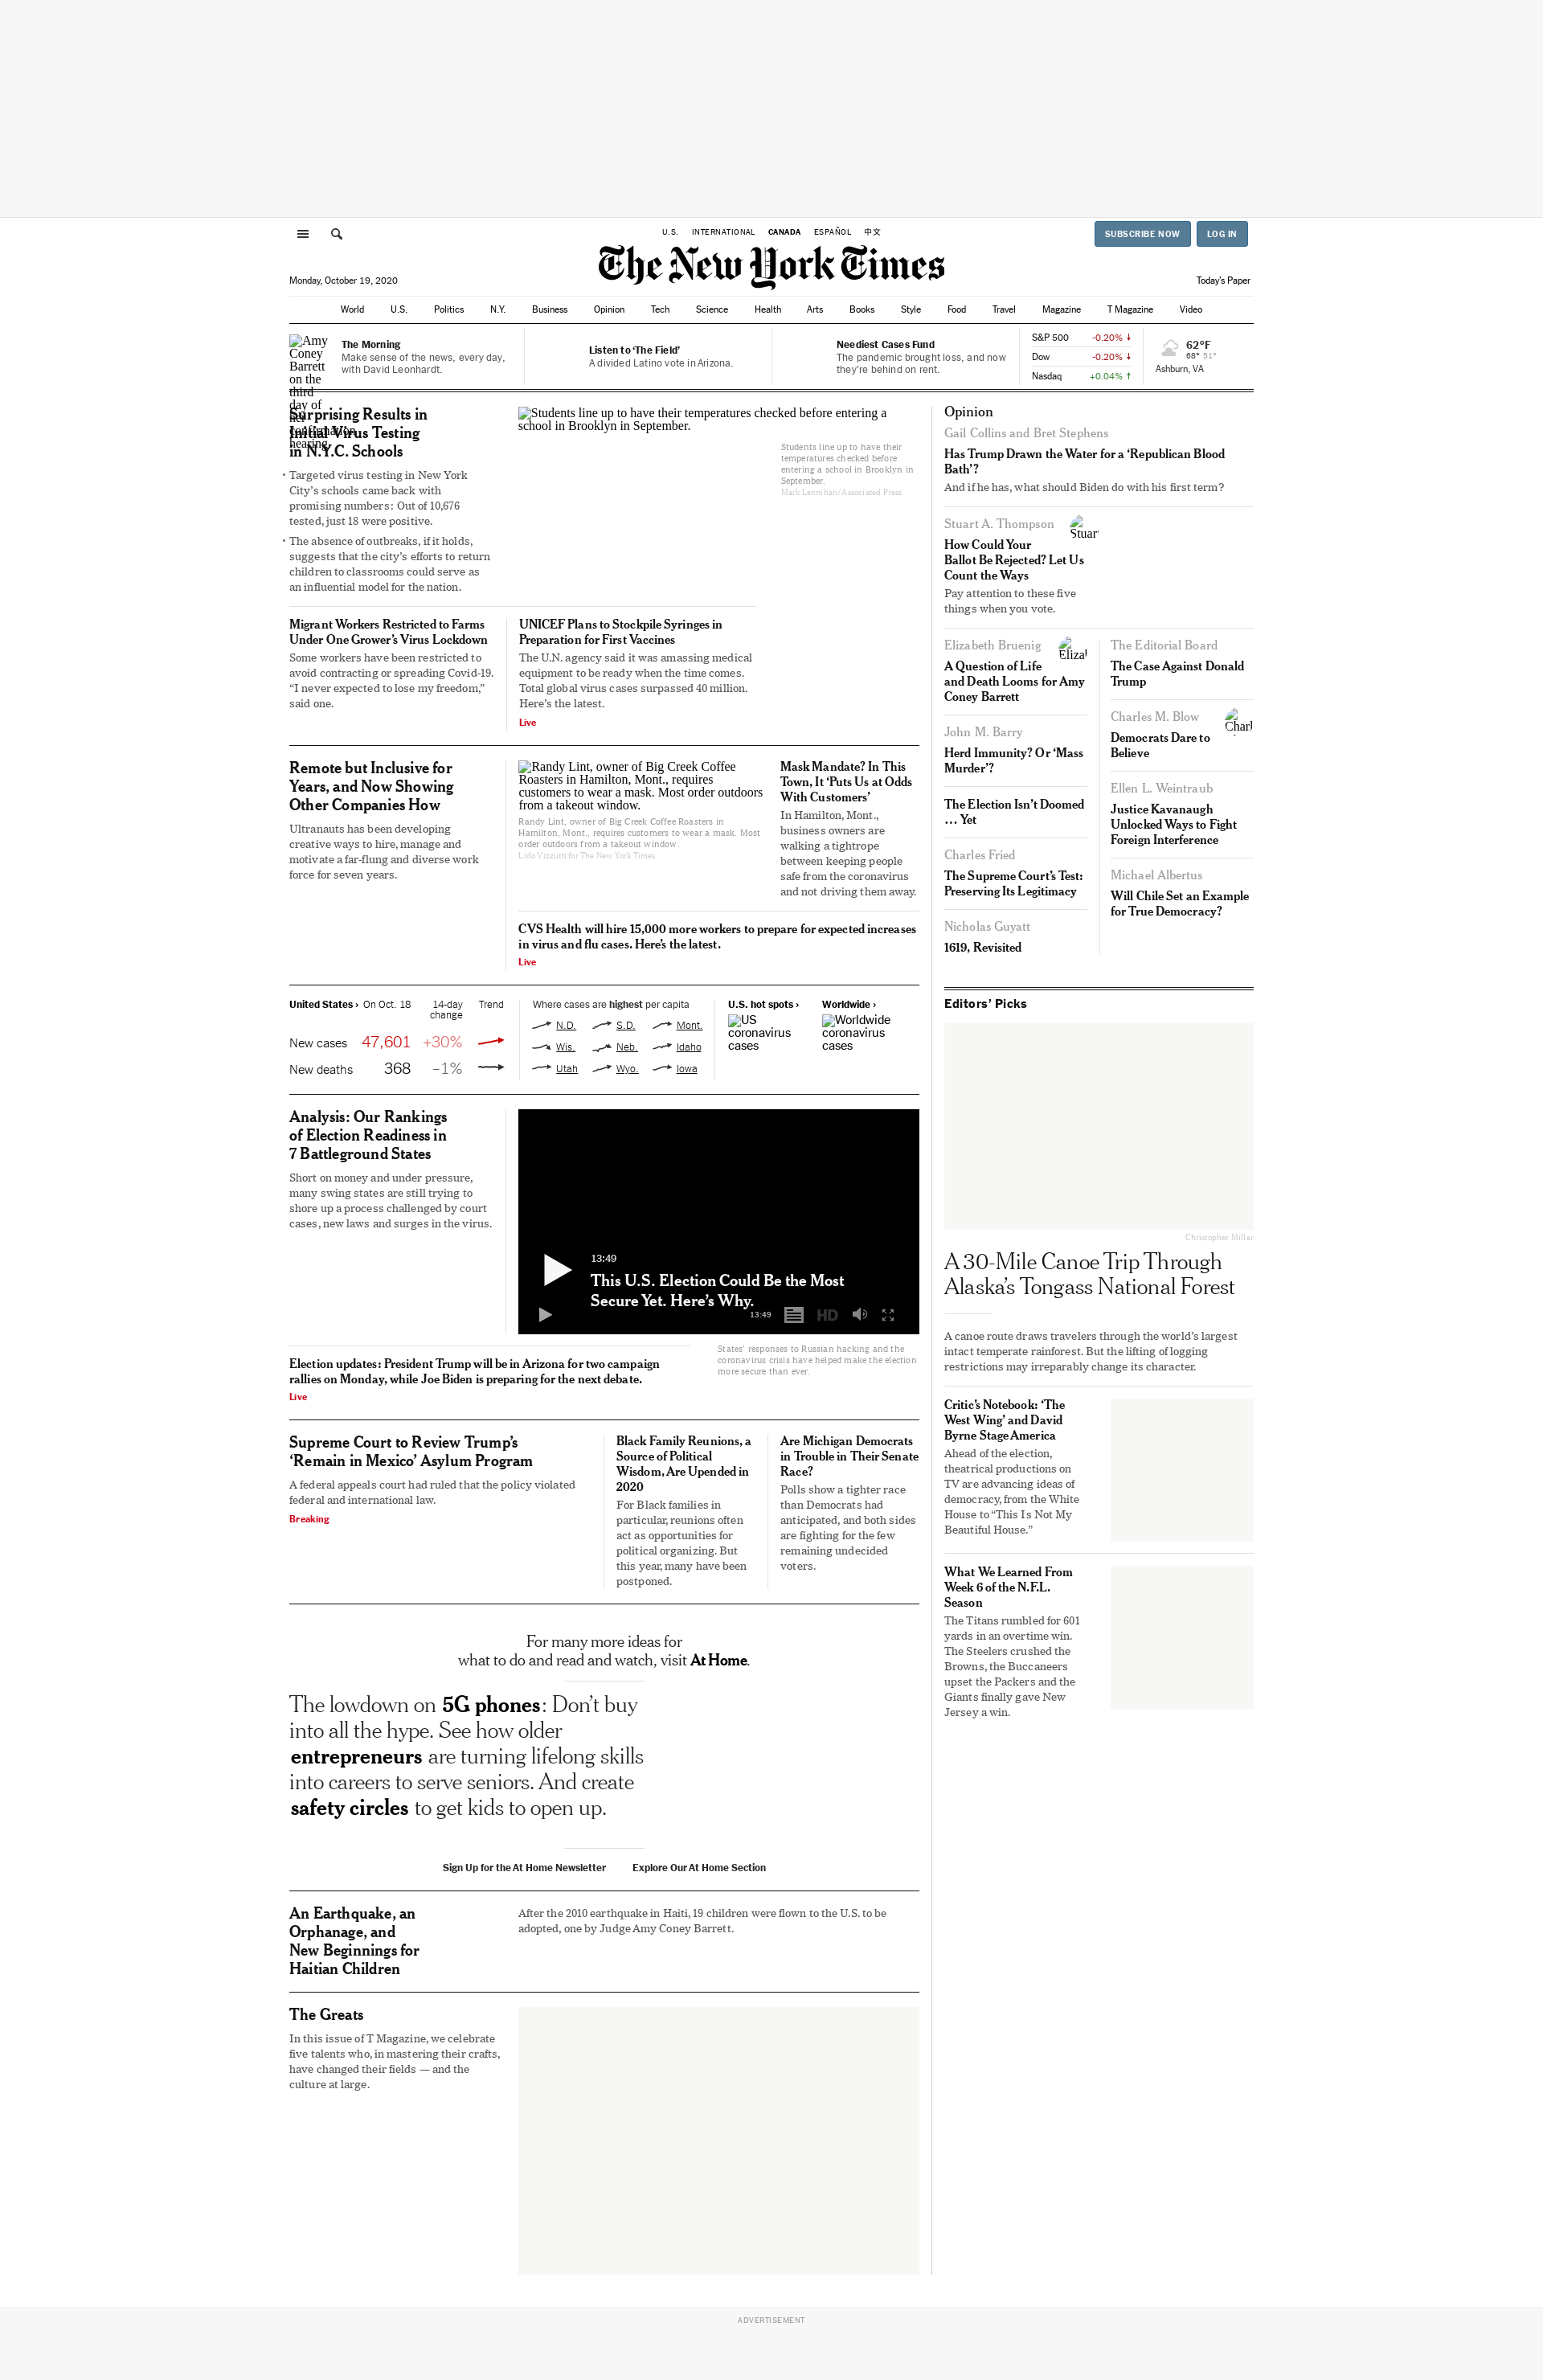 U.S. INTERNATIONAL CANADA ESPAÑOL 中文
SUBSCRIBE NOW LOG IN
The New York Times
Monday, October 19, 2020
Today's Paper
World U.S. Politics N.Y. Business Opinion Tech Science Health Arts Books Style Food Travel Magazine T Magazine Video
Amy
Coney
Barrett
on the
third
day of
her
confirmation
hearing.
The Morning
Make sense of the news, every day,
with David Leonhardt.
Listen to ‘The Field’
A divided Latino vote in Arizona.
Neediest Cases Fund
The pandemic brought loss, and now
they’re behind on rent.
S&P 500 -0.20% ↓
Dow -0.20% ↓
Nasdaq +0.04% ↑
62°F
68° 51°
Ashburn, VA
Surprising Results in
Initial Virus Testing
in N.Y.C. Schools
• Targeted virus testing in New York
City’s schools came back with
promising numbers: Out of 10,676
tested, just 18 were positive.
• The absence of outbreaks, if it holds,
suggests that the city’s efforts to return
children to classrooms could serve as
an influential model for the nation.
Students line up to have their temperatures checked before entering a
school in Brooklyn in September.
Students line up to have their
temperatures checked before
entering a school in Brooklyn in
September.
Mark Lennihan/Associated Press
Migrant Workers Restricted to Farms
Under One Grower’s Virus Lockdown
Some workers have been restricted to
avoid contracting or spreading Covid-19.
“I never expected to lose my freedom,”
said one.
UNICEF Plans to Stockpile Syringes in
Preparation for First Vaccines
The U.N. agency said it was amassing medical
equipment to be ready when the time comes.
Total global virus cases surpassed 40 million.
Here’s the latest.
Live
Remote but Inclusive for
Years, and Now Showing
Other Companies How
Ultranauts has been developing
creative ways to hire, manage and
motivate a far-flung and diverse work
force for seven years.
Randy Lint, owner of Big Creek Coffee
Roasters in Hamilton, Mont., requires
customers to wear a mask. Most order outdoors
from a takeout window.
Randy Lint, owner of Big Creek Coffee Roasters in
Hamilton, Mont., requires customers to wear a mask. Most
order outdoors from a takeout window.
Lido Vizzutti for The New York Times
Mask Mandate? In This
Town, It ‘Puts Us at Odds
With Customers’
In Hamilton, Mont.,
business owners are
walking a tightrope
between keeping people
safe from the coronavirus
and not driving them away.
CVS Health will hire 15,000 more workers to prepare for expected increases
in virus and flu cases. Here’s the latest.
Live
United States › On Oct. 18 14-day
change Trend
New cases 47,601 +30%
New deaths 368 –1%
Where cases are highest per capita
N.D. S.D. Mont.
Wis. Neb. Idaho
Utah Wyo. Iowa
U.S. hot spots ›
US
coronavirus
cases
Worldwide ›
Worldwide
coronavirus
cases
Analysis: Our Rankings
of Election Readiness in
7 Battleground States
Short on money and under pressure,
many swing states are still trying to
shore up a process challenged by court
cases, new laws and surges in the virus.
13:49
This U.S. Election Could Be the Most
Secure Yet. Here’s Why.
13:49 HD
States’ responses to Russian hacking and the
coronavirus crisis have helped make the election
more secure than ever.
Election updates: President Trump will be in Arizona for two campaign
rallies on Monday, while Joe Biden is preparing for the next debate.
Live
Supreme Court to Review Trump’s
‘Remain in Mexico’ Asylum Program
A federal appeals court had ruled that the policy violated
federal and international law.
Breaking
Black Family Reunions, a
Source of Political
Wisdom, Are Upended in
2020
For Black families in
particular, reunions often
act as opportunities for
political organizing. But
this year, many have been
postponed.
Are Michigan Democrats
in Trouble in Their Senate
Race?
Polls show a tighter race
than Democrats had
anticipated, and both sides
are fighting for the few
remaining undecided
voters.
For many more ideas for
what to do and read and watch, visit At Home.
The lowdown on 5G phones: Don’t buy
into all the hype. See how older
entrepreneurs are turning lifelong skills
into careers to serve seniors. And create
safety circles to get kids to open up.
Sign Up for the At Home Newsletter Explore Our At Home Section
An Earthquake, an
Orphanage, and
New Beginnings for
Haitian Children
After the 2010 earthquake in Haiti, 19 children were flown to the U.S. to be
adopted, one by Judge Amy Coney Barrett.
The Greats
In this issue of T Magazine, we celebrate
five talents who, in mastering their crafts,
have changed their fields — and the
culture at large.
Opinion
Gail Collins and Bret Stephens
Has Trump Drawn the Water for a ‘Republican Blood
Bath’?
And if he has, what should Biden do with his first term?
Stuart A. Thompson
Stuar
How Could Your
Ballot Be Rejected? Let Us
Count the Ways
Pay attention to these five
things when you vote.
Elizabeth Bruenig
Elizab
A Question of Life
and Death Looms for Amy
Coney Barrett
John M. Barry
Herd Immunity? Or ‘Mass
Murder’?
The Election Isn’t Doomed
… Yet
Charles Fried
The Supreme Court’s Test:
Preserving Its Legitimacy
Nicholas Guyatt
1619, Revisited
The Editorial Board
The Case Against Donald
Trump
Charles M. Blow
Charl
Democrats Dare to
Believe
Ellen L. Weintraub
Justice Kavanaugh
Unlocked Ways to Fight
Foreign Interference
Michael Albertus
Will Chile Set an Example
for True Democracy?
Editors’ Picks
Christopher Miller
A 30-Mile Canoe Trip Through
Alaska’s Tongass National Forest
A canoe route draws travelers through the world’s largest
intact temperate rainforest. But the lifting of logging
restrictions may irreparably change its character.
Critic’s Notebook: ‘The
West Wing’ and David
Byrne Stage America
Ahead of the election,
theatrical productions on
TV are advancing ideas of
democracy, from the White
House to “This Is Not My
Beautiful House.”
What We Learned From
Week 6 of the N.F.L.
Season
The Titans rumbled for 601
yards in an overtime win.
The Steelers crushed the
Browns, the Buccaneers
upset the Packers and the
Giants finally gave New
Jersey a win.
ADVERTISEMENT